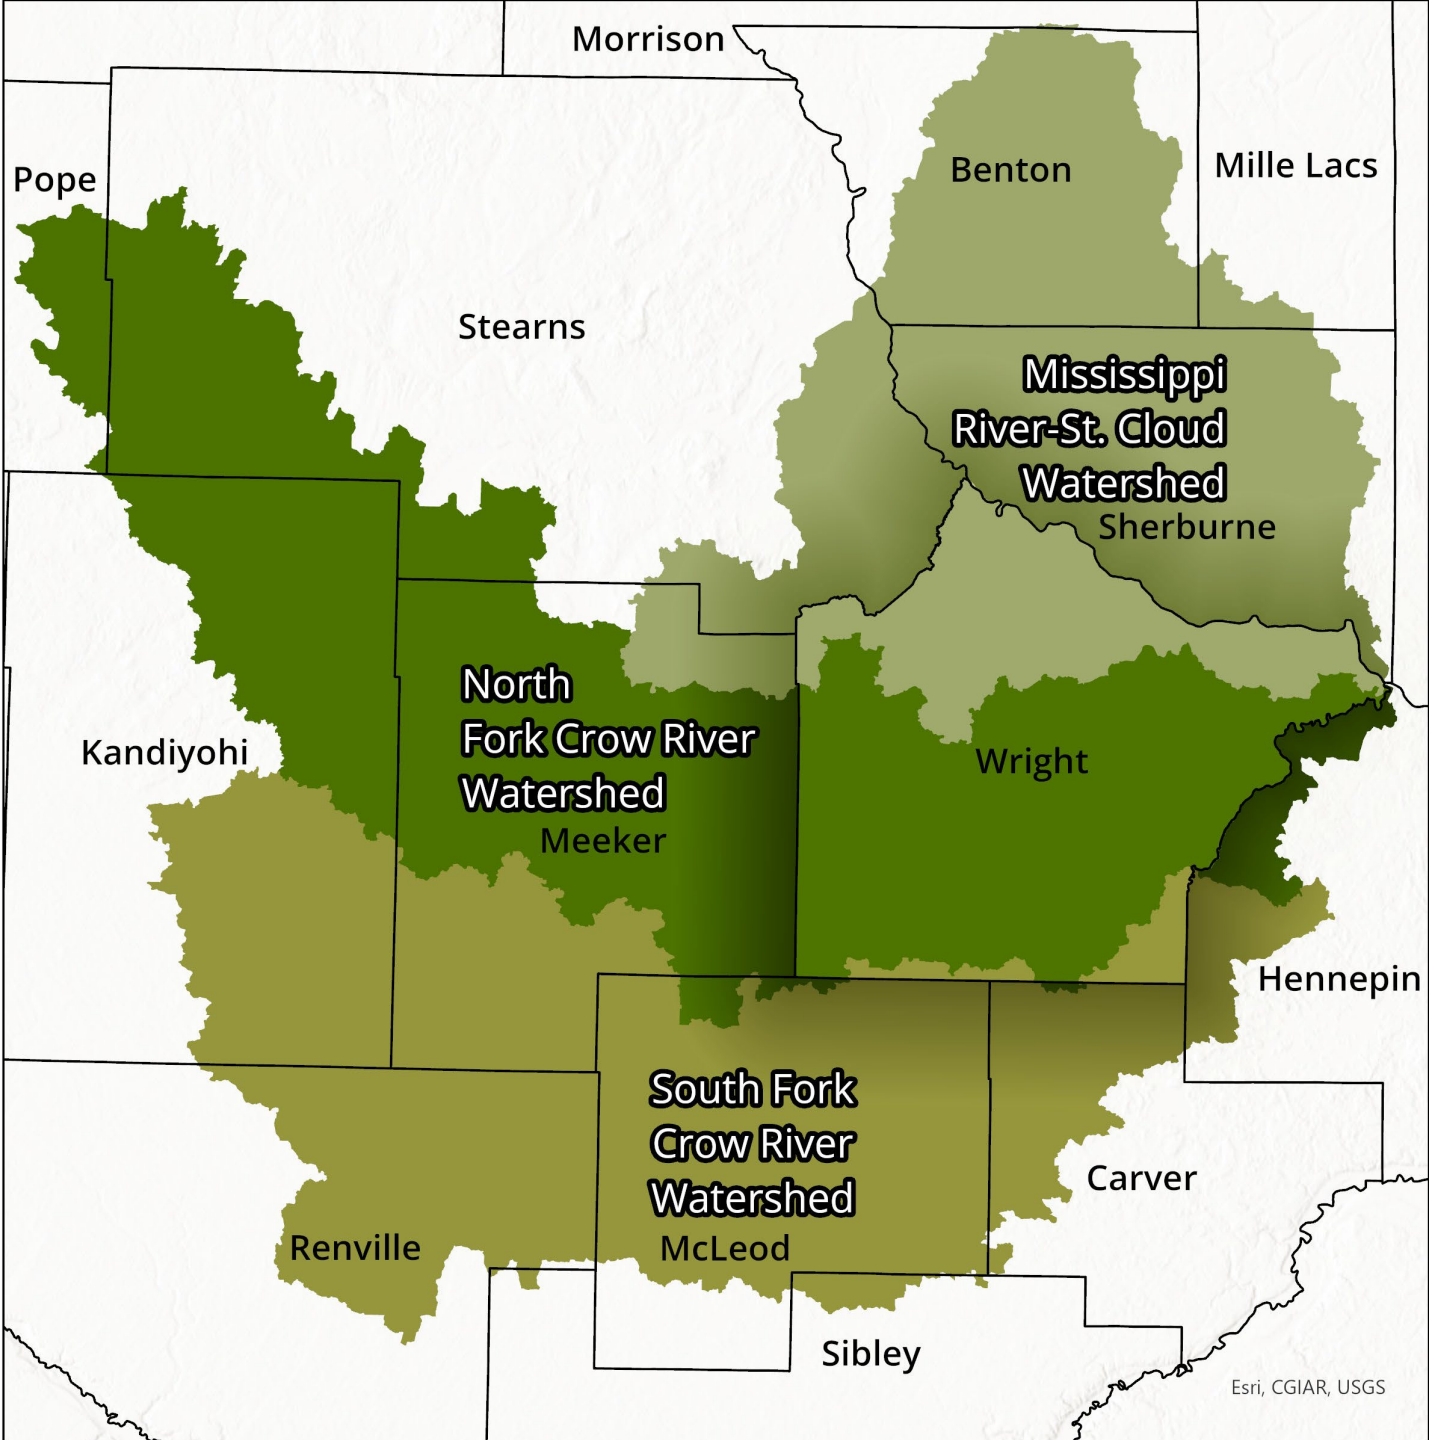 Morrison
Benton
Mille Lacs
Pope
Stearns
Mississippi
River-St. Cloud
Watershed
Sherburne
North
Fork Crow River
Watershed
Meeker
Kandiyohi
Wright
Hennepin
South Fork
Crow River
Watershed
McLeod
Carver
Renville
Sibley
Esri, CGIAR, USGS